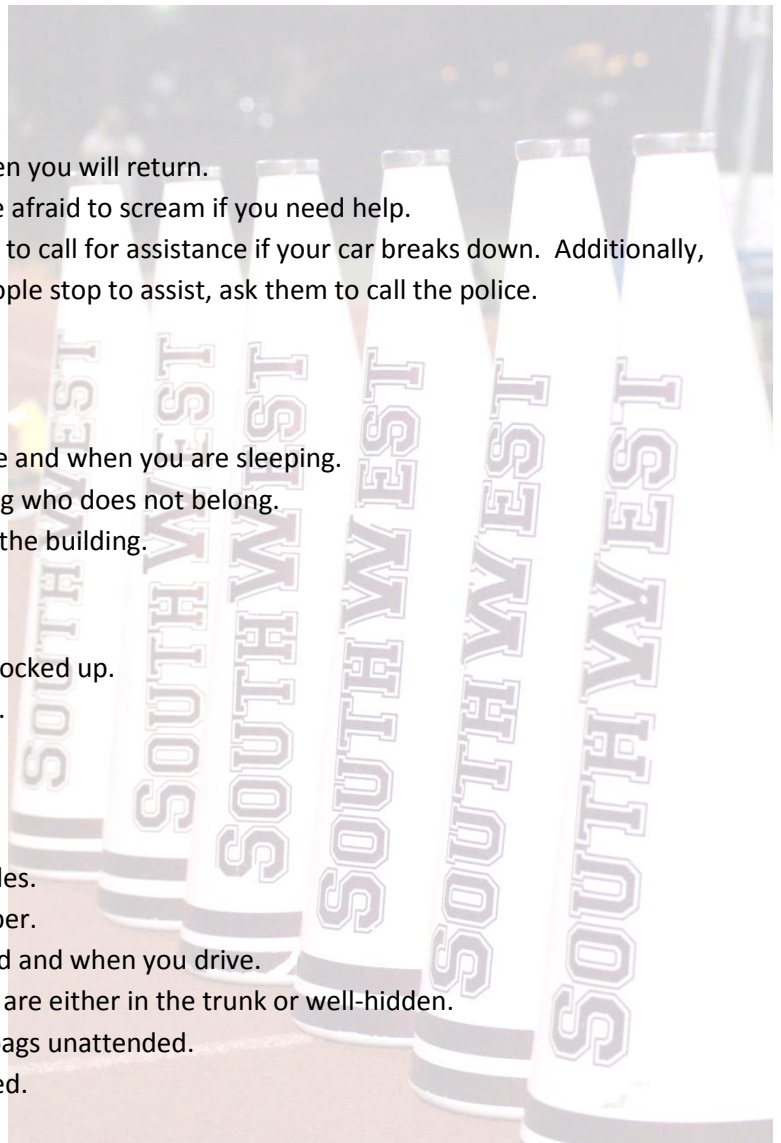 en you will return.
e afraid to scream if you need help.
to call for assistance if your car breaks down.  Additionally,
ople stop to assist, ask them to call the police.
e and when you are sleeping.
g who does not belong.
the building.
ocked up.
.
les.
ber.
d and when you drive.
are either in the trunk or well-hidden.
bags unattended.
ed.
SOUTHWEST
SOUTHWEST
SOUTHWEST
SOUTHWEST
SOUTHWEST
SOUTHWEST